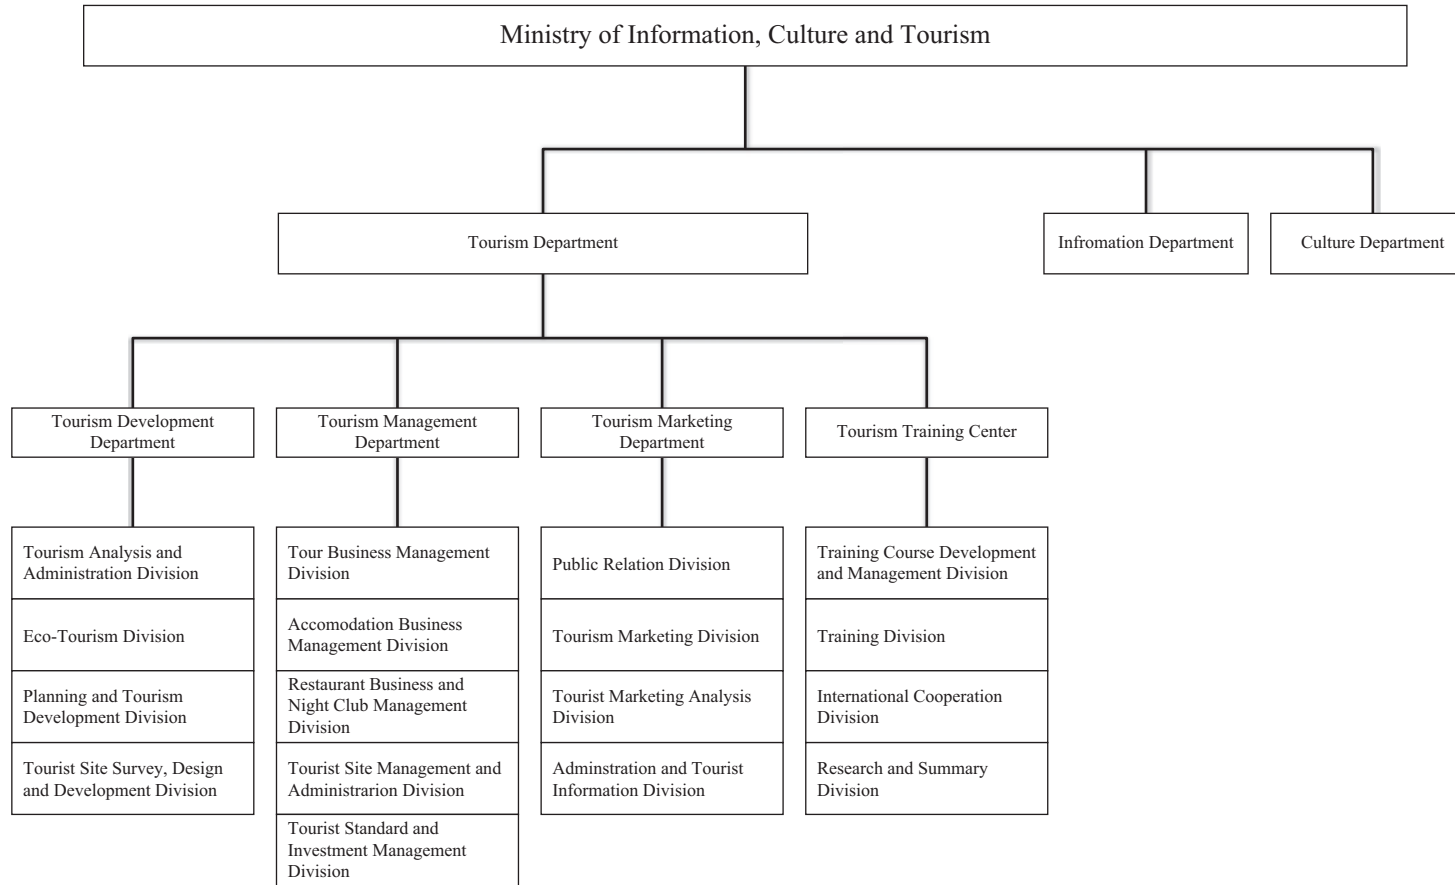 Ministry of Information, Culture and Tourism
Tourism Department
Infromation Department
Culture Department
Tourism Development
Department
Tourism Management
Department
Tourism Marketing
Department
Tourism Training Center
Tourism Analysis and
Administration Division
Eco-Tourism Division
Planning and Tourism
Development Division
Tourist Site Survey, Design
and Development Division
Tour Business Management
Division
Accomodation Business
Management Division
Restaurant Business and
Night Club Management
Division
Tourist Site Management and
Administrarion Division
Tourist Standard and
Investment Management
Division
Public Relation Division
Tourism Marketing Division
Tourist Marketing Analysis
Division
Adminstration and Tourist
Information Division
Training Course Development
and Management Division
Training Division
International Cooperation
Division
Research and Summary
Division